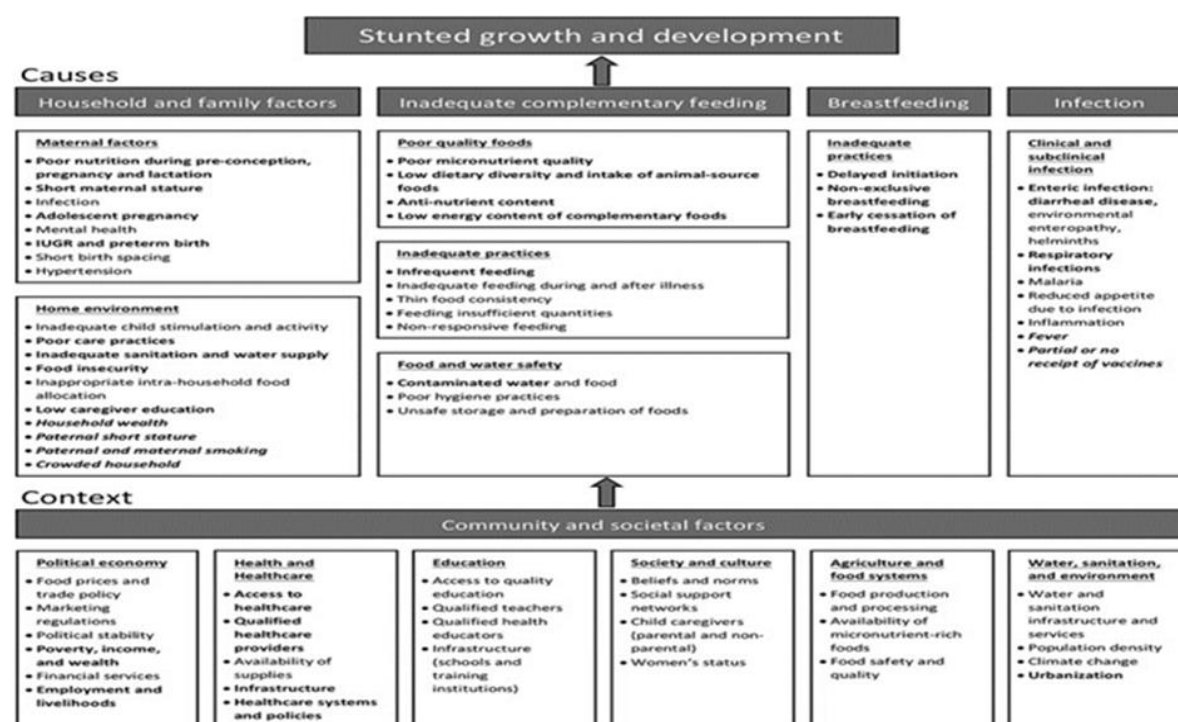 Stunted growth and development
Causes
Household and family factors
Maternal factors
• Poor nutrition during pre-conception,
pregnancy and lactation
• Short maternal stature
• Infection
• Adolescent pregnancy
• Mental health
• IUGR and preterm birth
• Short birth spacing
• Hypertension
Home environment
• Inadequate child stimulation and activity
• Poor care practices
• Inadequate sanitation and water supply
• Food insecurity
• Inappropriate intra-household food
allocation
• Low caregiver education
• Household wealth
• Paternal short stature
• Paternal and maternal smoking
• Crowded household
Inadequate complementary feeding
Poor quality foods
• Poor micronutrient quality
• Low dietary diversity and intake of animal-source
foods
• Anti-nutrient content
• Low energy content of complementary foods
Inadequate practices
• Infrequent feeding
• Inadequate feeding during and after illness
• Thin food consistency
• Feeding insufficient quantities
• Non-responsive feeding
Food and water safety
• Contaminated water and food
• Poor hygiene practices
• Unsafe storage and preparation of foods
Breastfeeding
Inadequate
practices
• Delayed initiation
• Non-exclusive
breastfeeding
• Early cessation of
breastfeeding
Infection
Clinical and
subclinical
infection
• Enteric infection:
diarrheal disease,
environmental
enteropathy,
helminths
• Respiratory
infections
• Malaria
• Reduced appetite
due to infection
• Inflammation
• Fever
• Partial or no
receipt of vaccines
Context
Community and societal factors
Political economy
• Food prices and
trade policy
• Marketing
regulations
• Political stability
• Poverty, income,
and wealth
• Financial services
• Employment and
livelihoods
Health and
Healthcare
• Access to
healthcare
• Qualified
healthcare
providers
• Availability of
supplies
• Infrastructure
• Healthcare systems
and policies
Education
• Access to quality
education
• Qualified teachers
• Qualified health
educators
• Infrastructure
(schools and
training
institutions)
Society and culture
• Beliefs and norms
• Social support
networks
• Child caregivers
(parental and non-
parental)
• Women's status
Agriculture and
food systems
• Food production
and processing
• Availability of
micronutrient-rich
foods
• Food safety and
quality
Water, sanitation,
and environment
• Water and
sanitation
infrastructure and
services
• Population density
• Climate change
• Urbanization